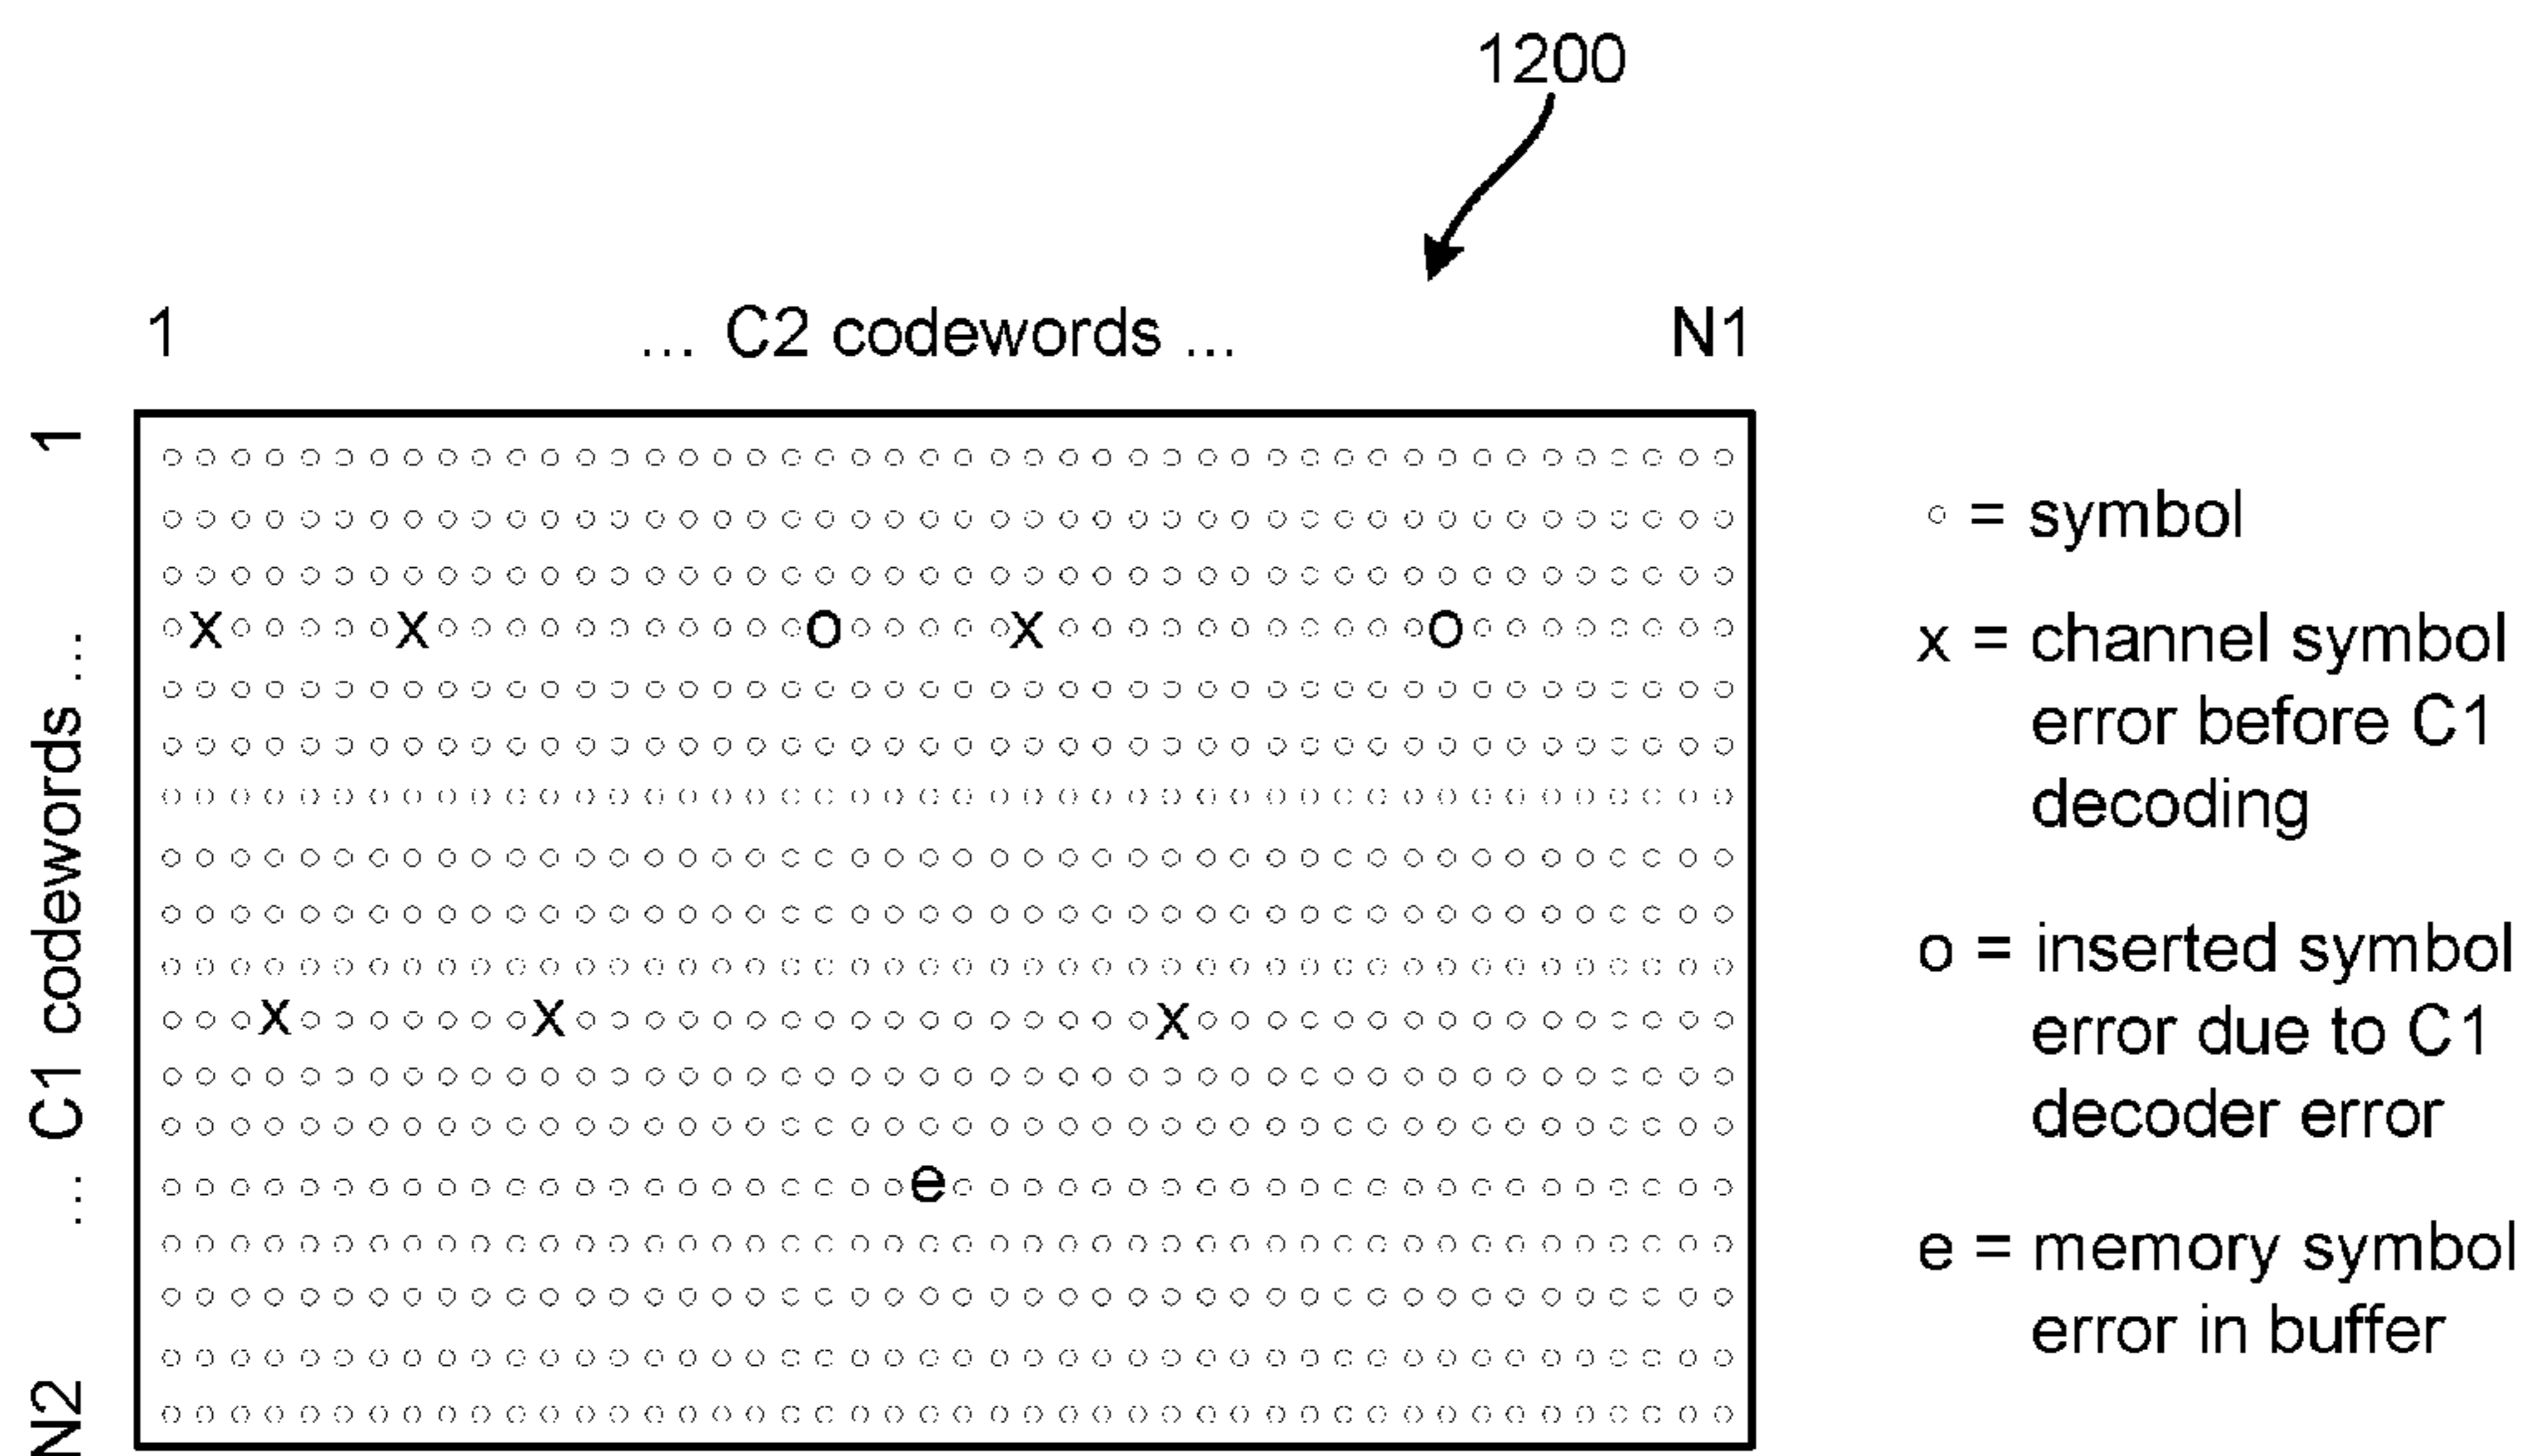 1200
1 ... C2 codewords ... N1
1
... C1 codewords ...
N2
x x o x o
x x x
e
○ = symbol
x = channel symbol
error before C1
decoding
o = inserted symbol
error due to C1
decoder error
e = memory symbol
error in buffer